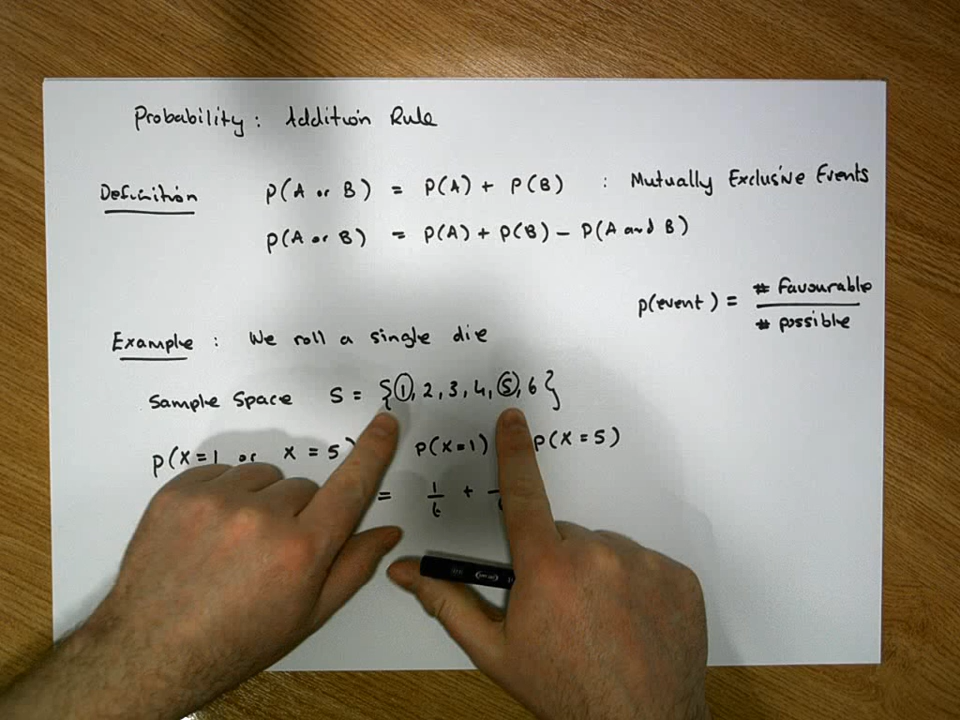 Probability : Addition Rule
Definition P(A or B) = P(A) + P(B) : Mutually Exclusive Events
P(A or B) = P(A) + P(B) - P(A and B)
P(event) = # Favourable / # possible
Example : We roll a single die
Sample Space S = {1, 2, 3, 4, 5, 6}
P(X=1 or X=5) P(X=1) P(X=5)
= 1/6 +